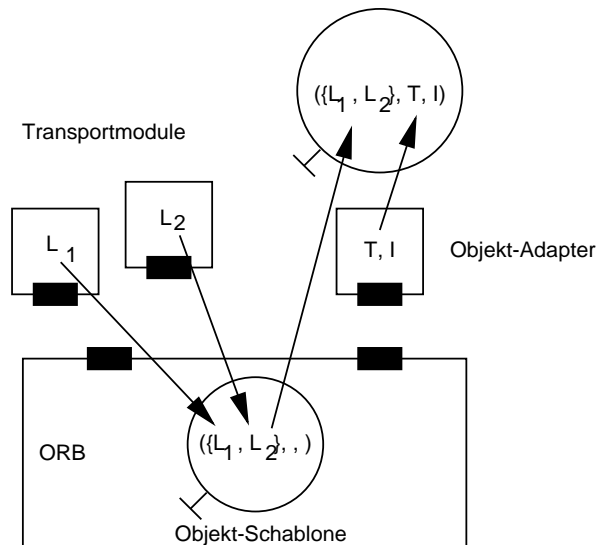 ({L1 , L2}, T, I)
Transportmodule
L1
L2
T, I
Objekt-Adapter
ORB
({L1 , L2}, , )
Objekt-Schablone